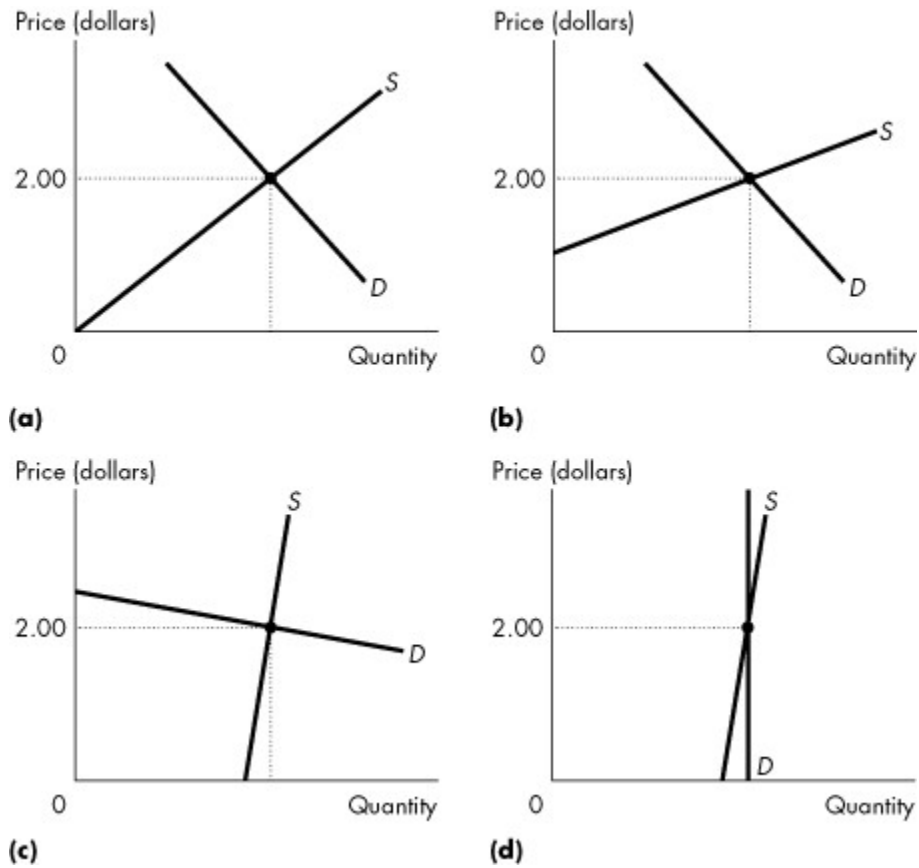 Price (dollars)
S
2.00
D
0
Quantity
(a)
Price (dollars)
S
2.00
D
0
Quantity
(b)
Price (dollars)
S
2.00
D
0
Quantity
(c)
Price (dollars)
S
2.00
D
0
Quantity
(d)